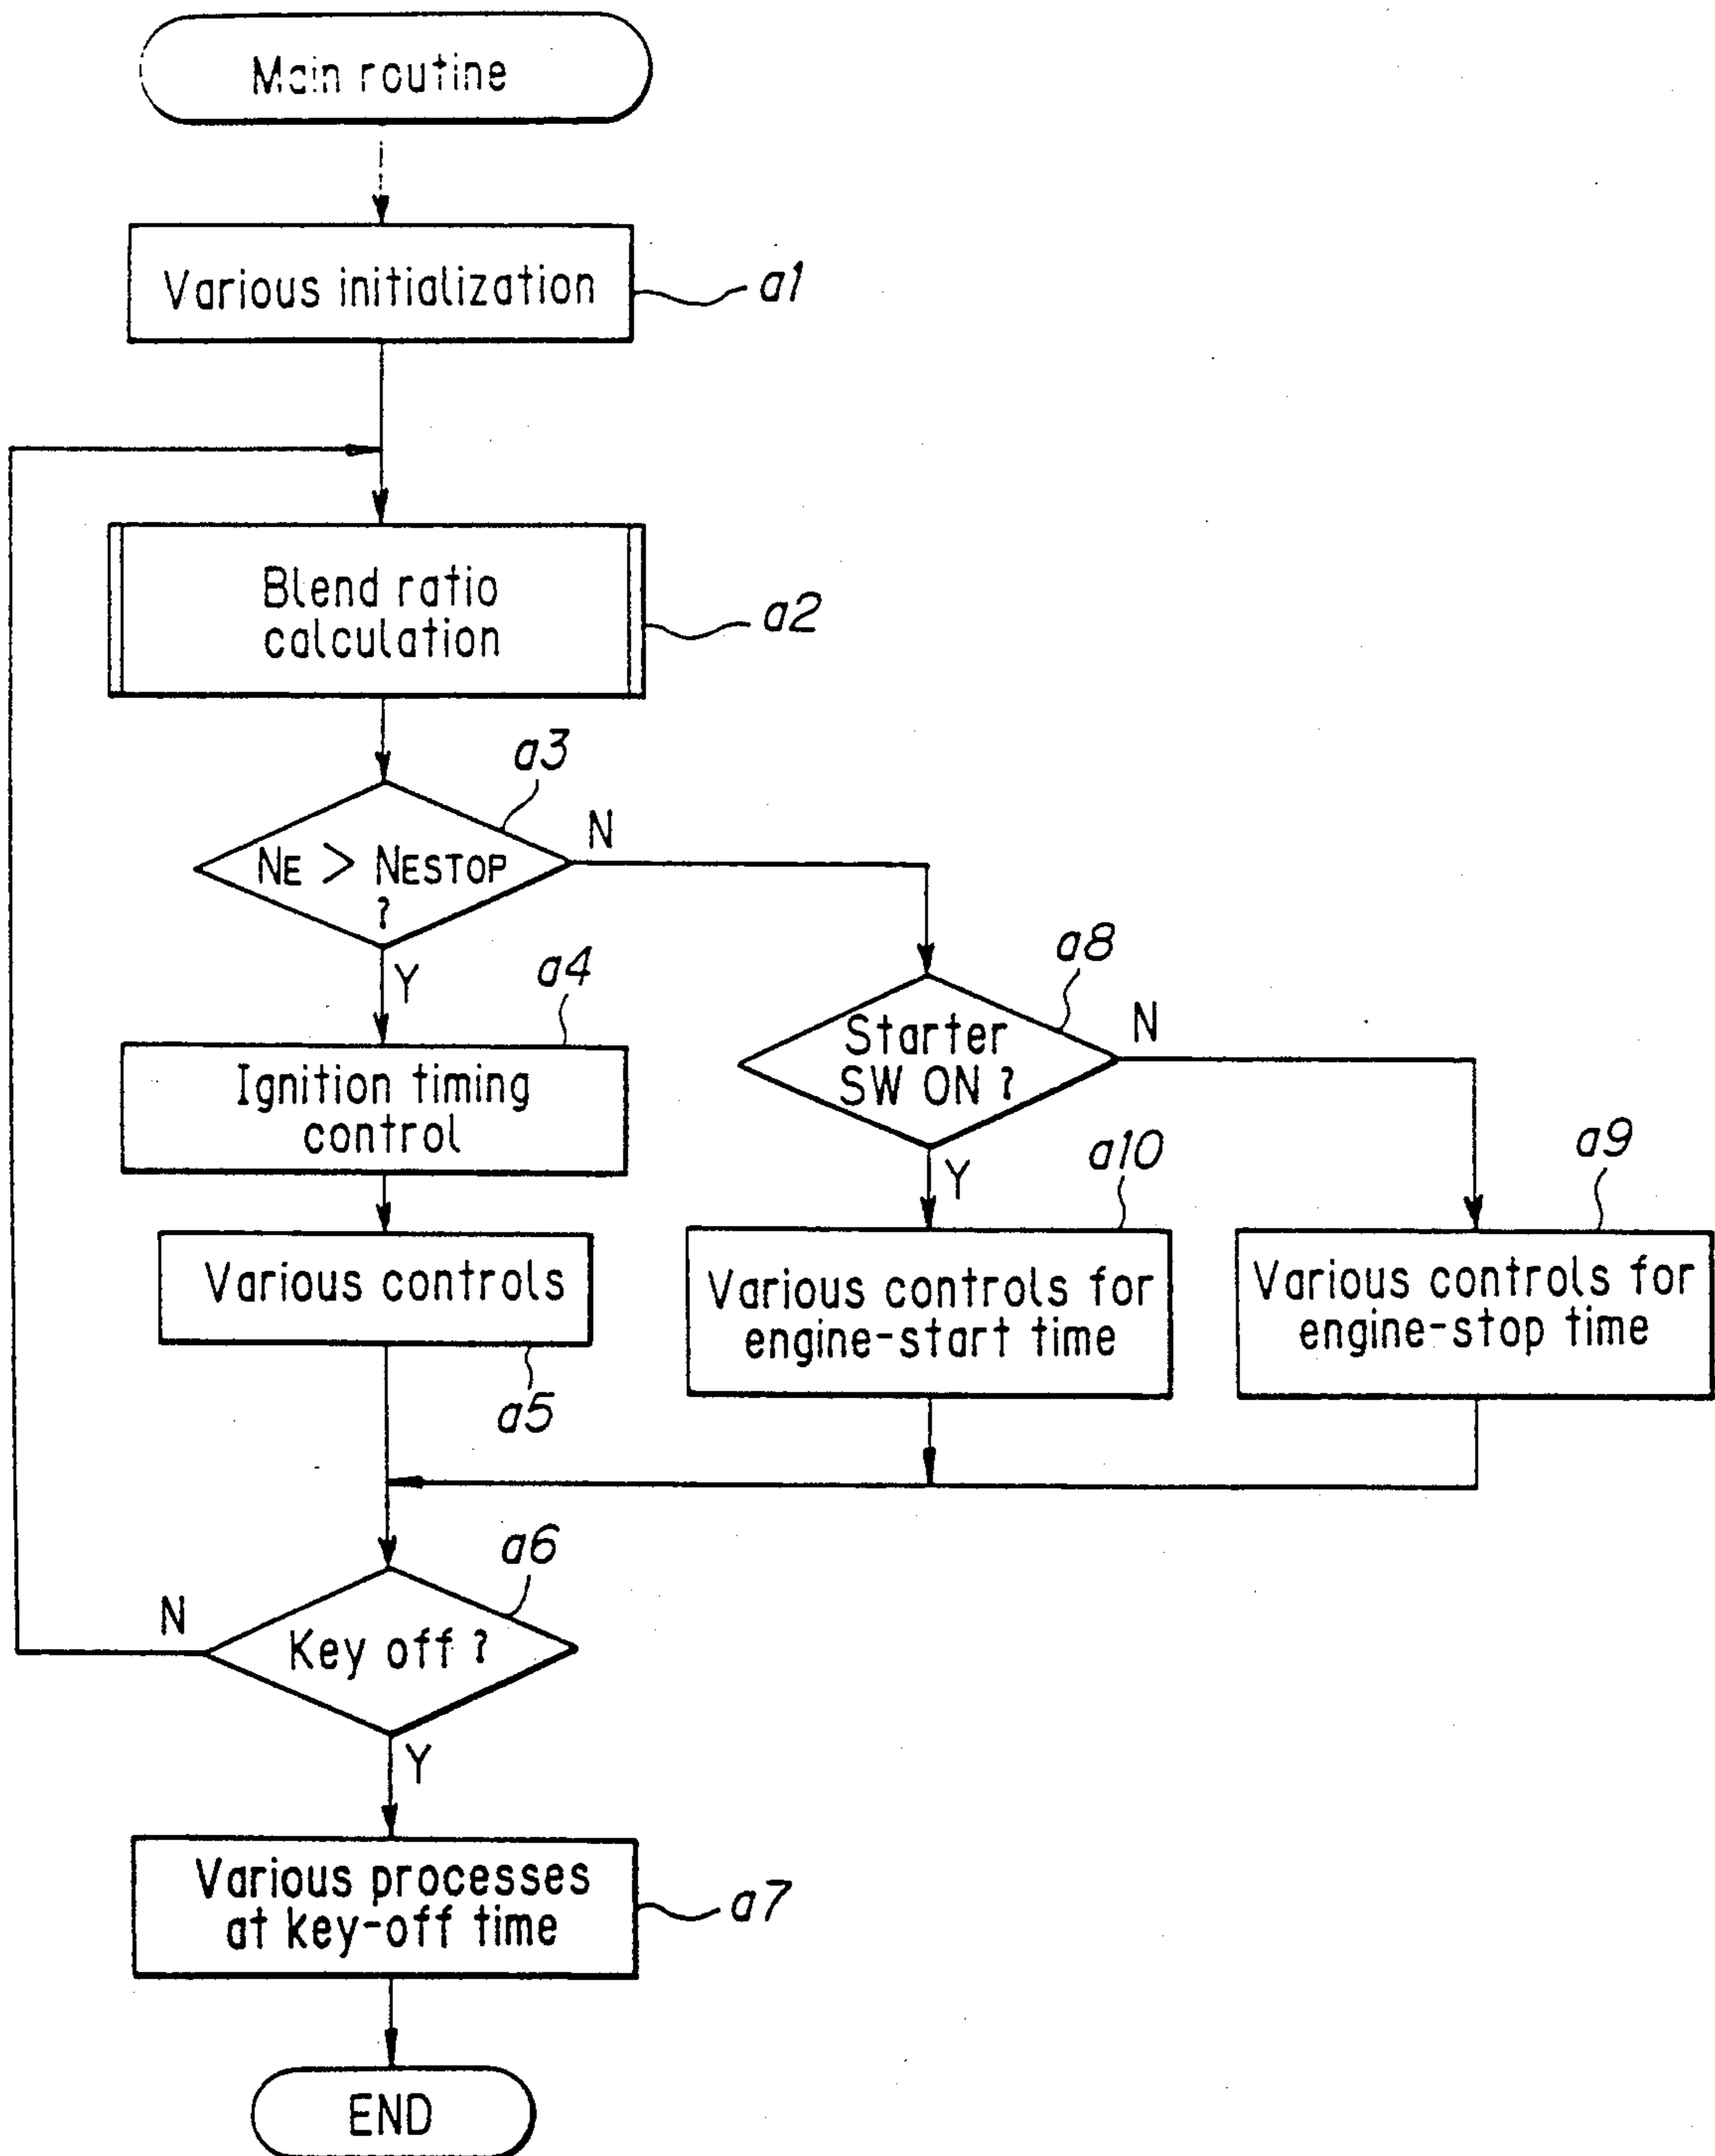 Main routine
Various initialization
a1
Blend ratio
calculation
a2
a3
NE > NESTOP
?
N
Y
a4
Ignition timing
control
a8
Starter
SW ON ?
N
Y
a10
a9
Various controls
a5
Various controls for
engine-start time
Various controls for
engine-stop time
a6
Key off ?
N
Y
Various processes
at key-off time
a7
END